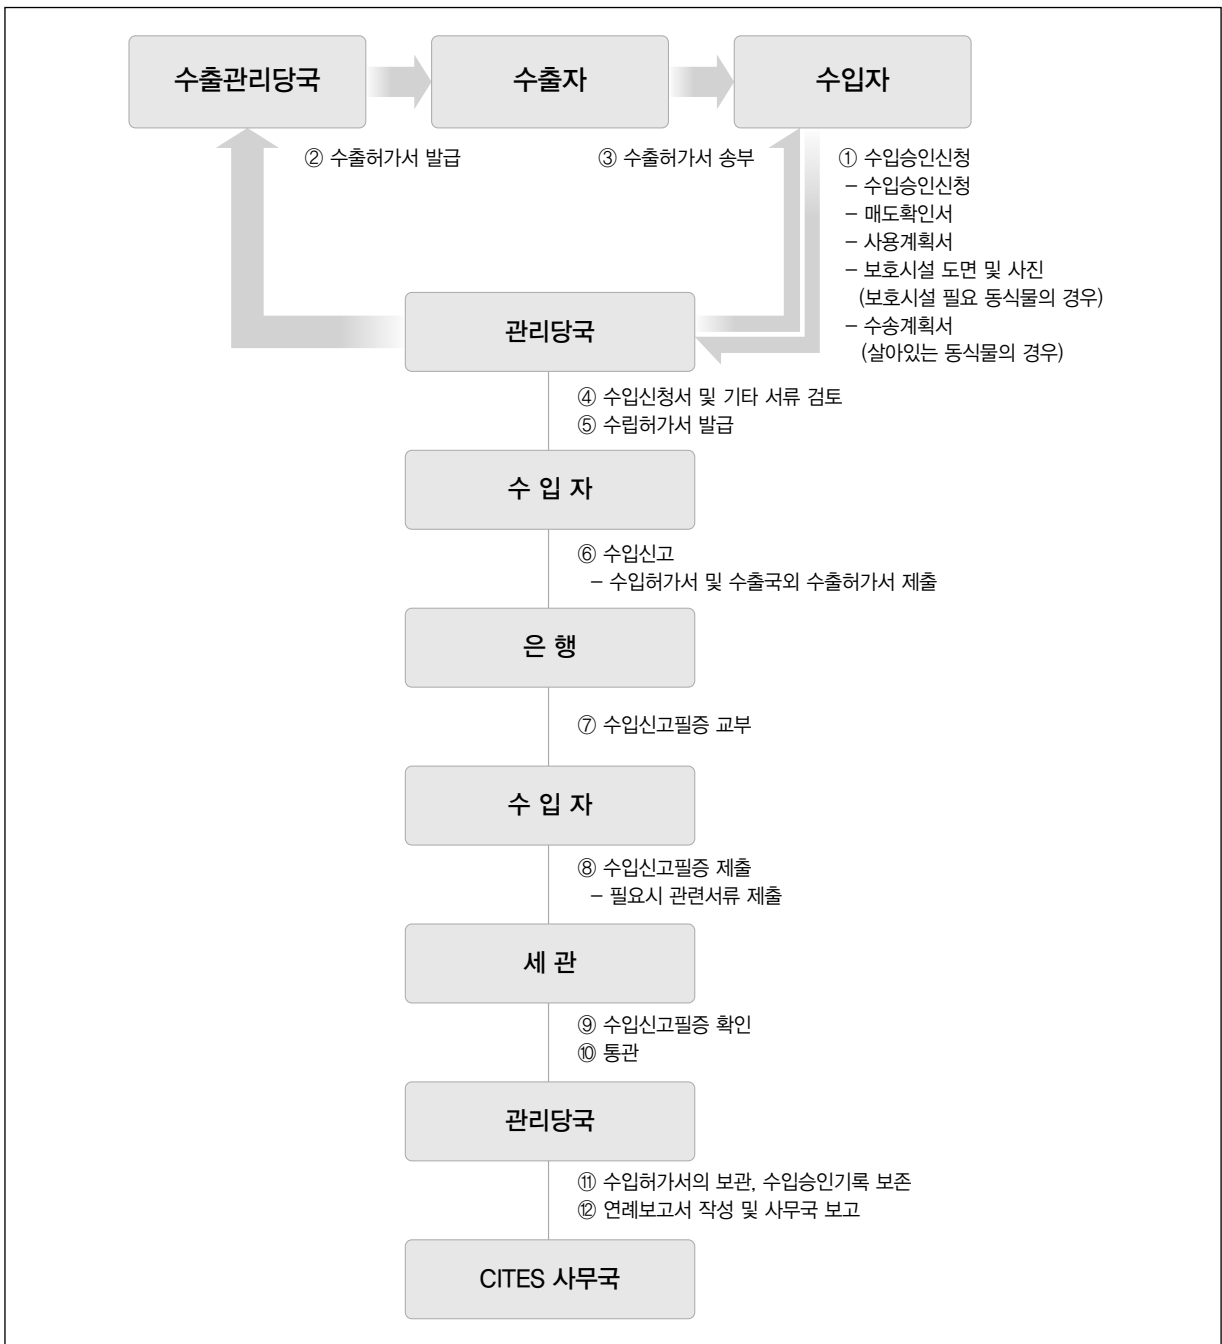 수출관리당국
수출자
수입자
② 수출허가서 발급
③ 수출허가서 송부
① 수입승인신청
– 수입승인신청
– 매도확인서
– 사용계획서
– 보호시설 도면 및 사진
(보호시설 필요 동식물의 경우)
– 수송계획서
(살아있는 동식물의 경우)
관리당국
④ 수입신청서 및 기타 서류 검토
⑤ 수립허가서 발급
수 입 자
⑥ 수입신고
– 수입허가서 및 수출국외 수출허가서 제출
은 행
⑦ 수입신고필증 교부
수 입 자
⑧ 수입신고필증 제출
– 필요시 관련서류 제출
세 관
⑨ 수입신고필증 확인
⑩ 통관
관리당국
⑪ 수입허가서의 보관, 수입승인기록 보존
⑫ 연례보고서 작성 및 사무국 보고
CITES 사무국